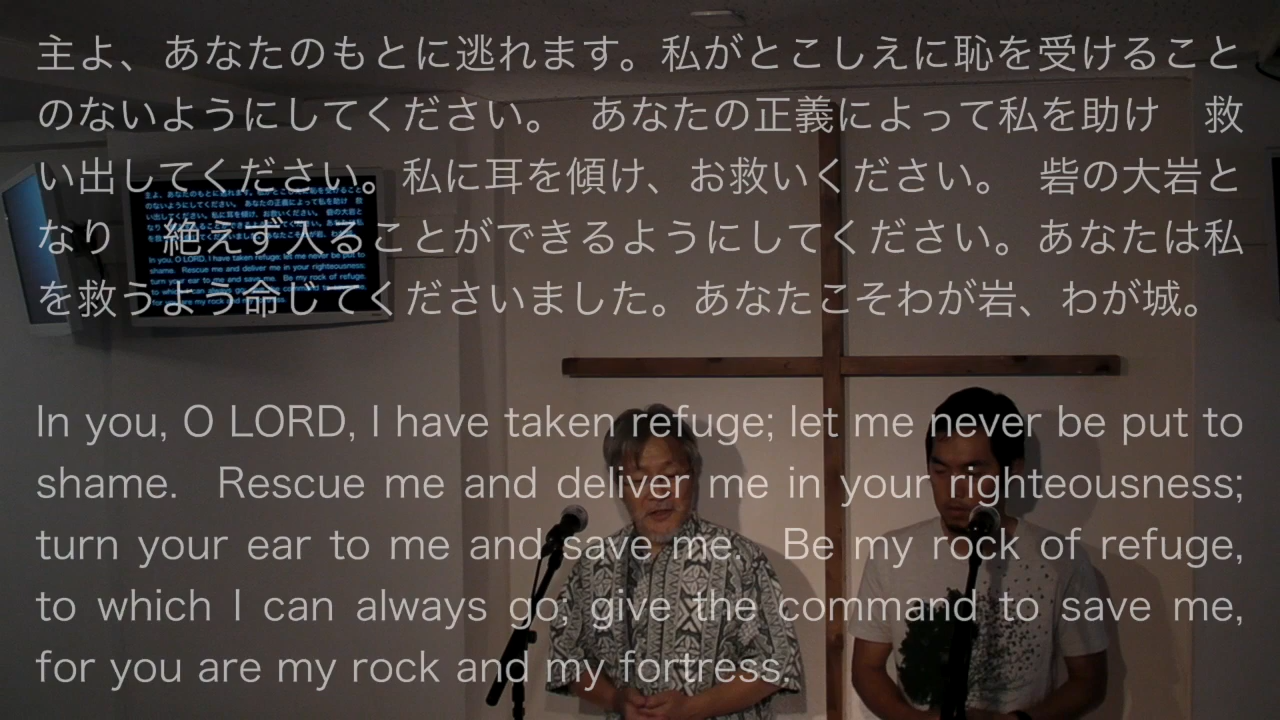 主よ、あなたのもとに逃れます。私がとこしえに恥を受けること
のないようにしてください。　あなたの正義によって私を助け　救
い出してください。私に耳を傾け、お救いください。　砦の大岩と
なり　絶えず入ることができるようにしてください。あなたは私
を救うよう命じてくださいました。あなたこそわが岩、わが城。
In you, O LORD, I have taken refuge; let me never be put to
shame.  Rescue me and deliver me in your righteousness;
turn your ear to me and save me.  Be my rock of refuge,
to which I can always go; give the command to save me,
for you are my rock and my fortress.